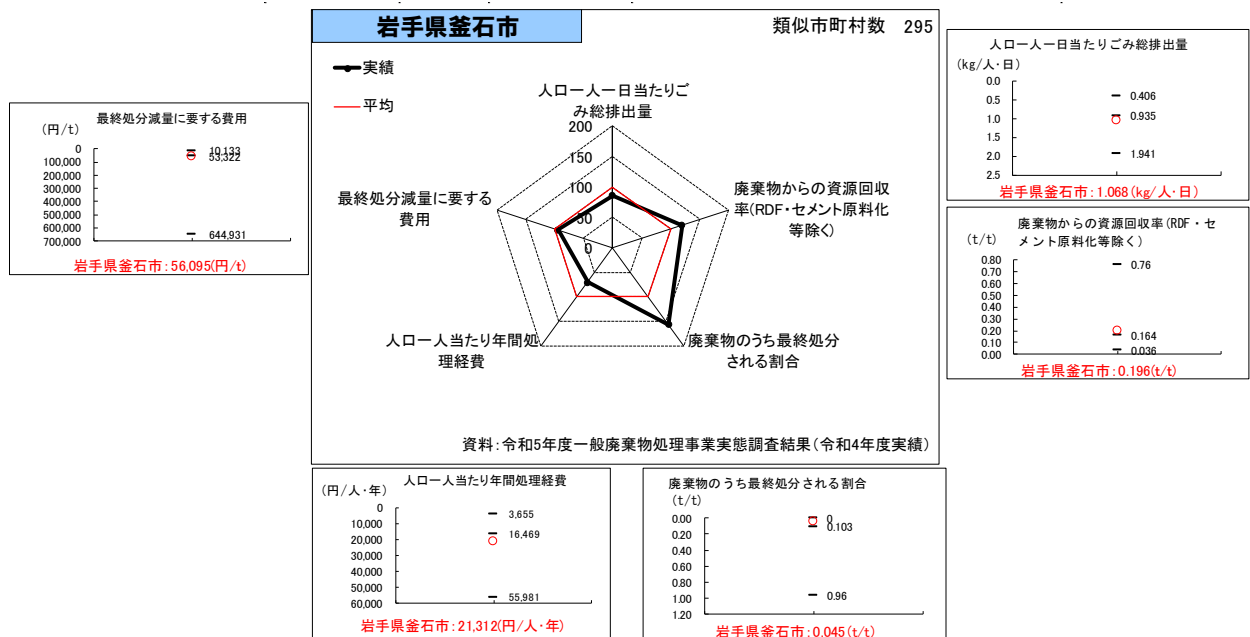 岩手県釜石市
類似市町村数 295
実績
平均
人口一人一日当たりご
み総排出量
200
150
100
50
0
廃棄物からの資源回収
率(RDF・セメント原料化
等除く)
廃棄物のうち最終処分
される割合
人口一人当たり年間処
理経費
最終処分減量に要する
費用
資料:令和5年度一般廃棄物処理事業実態調査結果(令和4年度実績)
最終処分減量に要する費用
(円/t)
0
100,000
200,000
300,000
400,000
500,000
600,000
700,000
10,133
53,322
644,931
岩手県釜石市:56,095(円/t)
人口一人一日当たりごみ総排出量
(kg/人・日)
0.0
0.5
1.0
1.5
2.0
2.5
0.406
0.935
1.941
岩手県釜石市:1.068(kg/人・日)
廃棄物からの資源回収率(RDF・セ
メント原料化等除く)
(t/t)
0.80
0.70
0.60
0.50
0.40
0.30
0.20
0.10
0.00
0.76
0.164
0.036
岩手県釜石市:0.196(t/t)
人口一人当たり年間処理経費
(円/人・年)
0
10,000
20,000
30,000
40,000
50,000
60,000
3,655
16,469
55,981
岩手県釜石市:21,312(円/人・年)
廃棄物のうち最終処分される割合
(t/t)
0.00
0.20
0.40
0.60
0.80
1.00
1.20
0
0.103
0.96
岩手県釜石市:0.045(t/t)